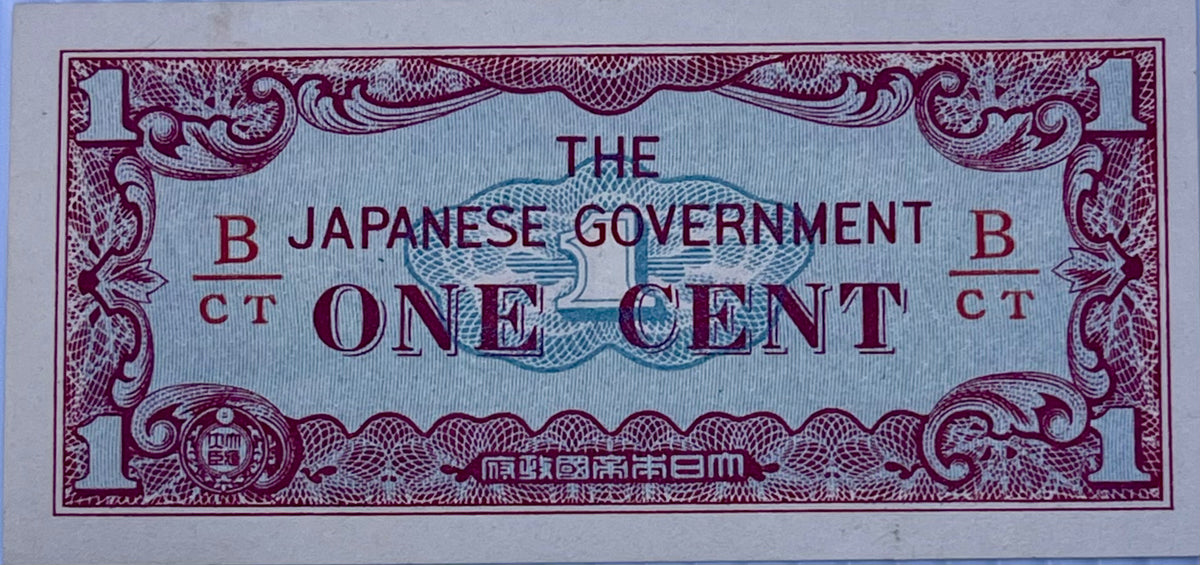 1 1
THE
B JAPANESE GOVERNMENT B
1
CT ONE CENT CT
1 1
大日本帝國政府